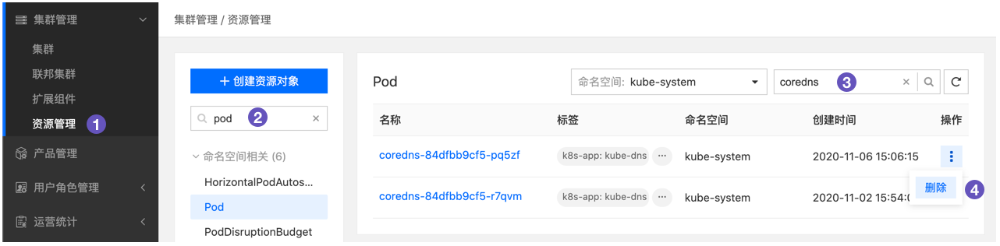 集群管理
集群
联邦集群
扩展组件
资源管理 1
产品管理
用户角色管理
运营统计
集群管理 / 资源管理
+ 创建资源对象
pod 2
命名空间相关 (6)
HorizontalPodAutos...
Pod
PodDisruptionBudget
Pod 命名空间: kube-system coredns 3
名称 标签 命名空间 创建时间 操作
coredns-84dfbb9cf5-pq5zf k8s-app: kube-dns ... kube-system 2020-11-06 15:06:15
删除 4
coredns-84dfbb9cf5-r7qvm k8s-app: kube-dns ... kube-system 2020-11-02 15:54: